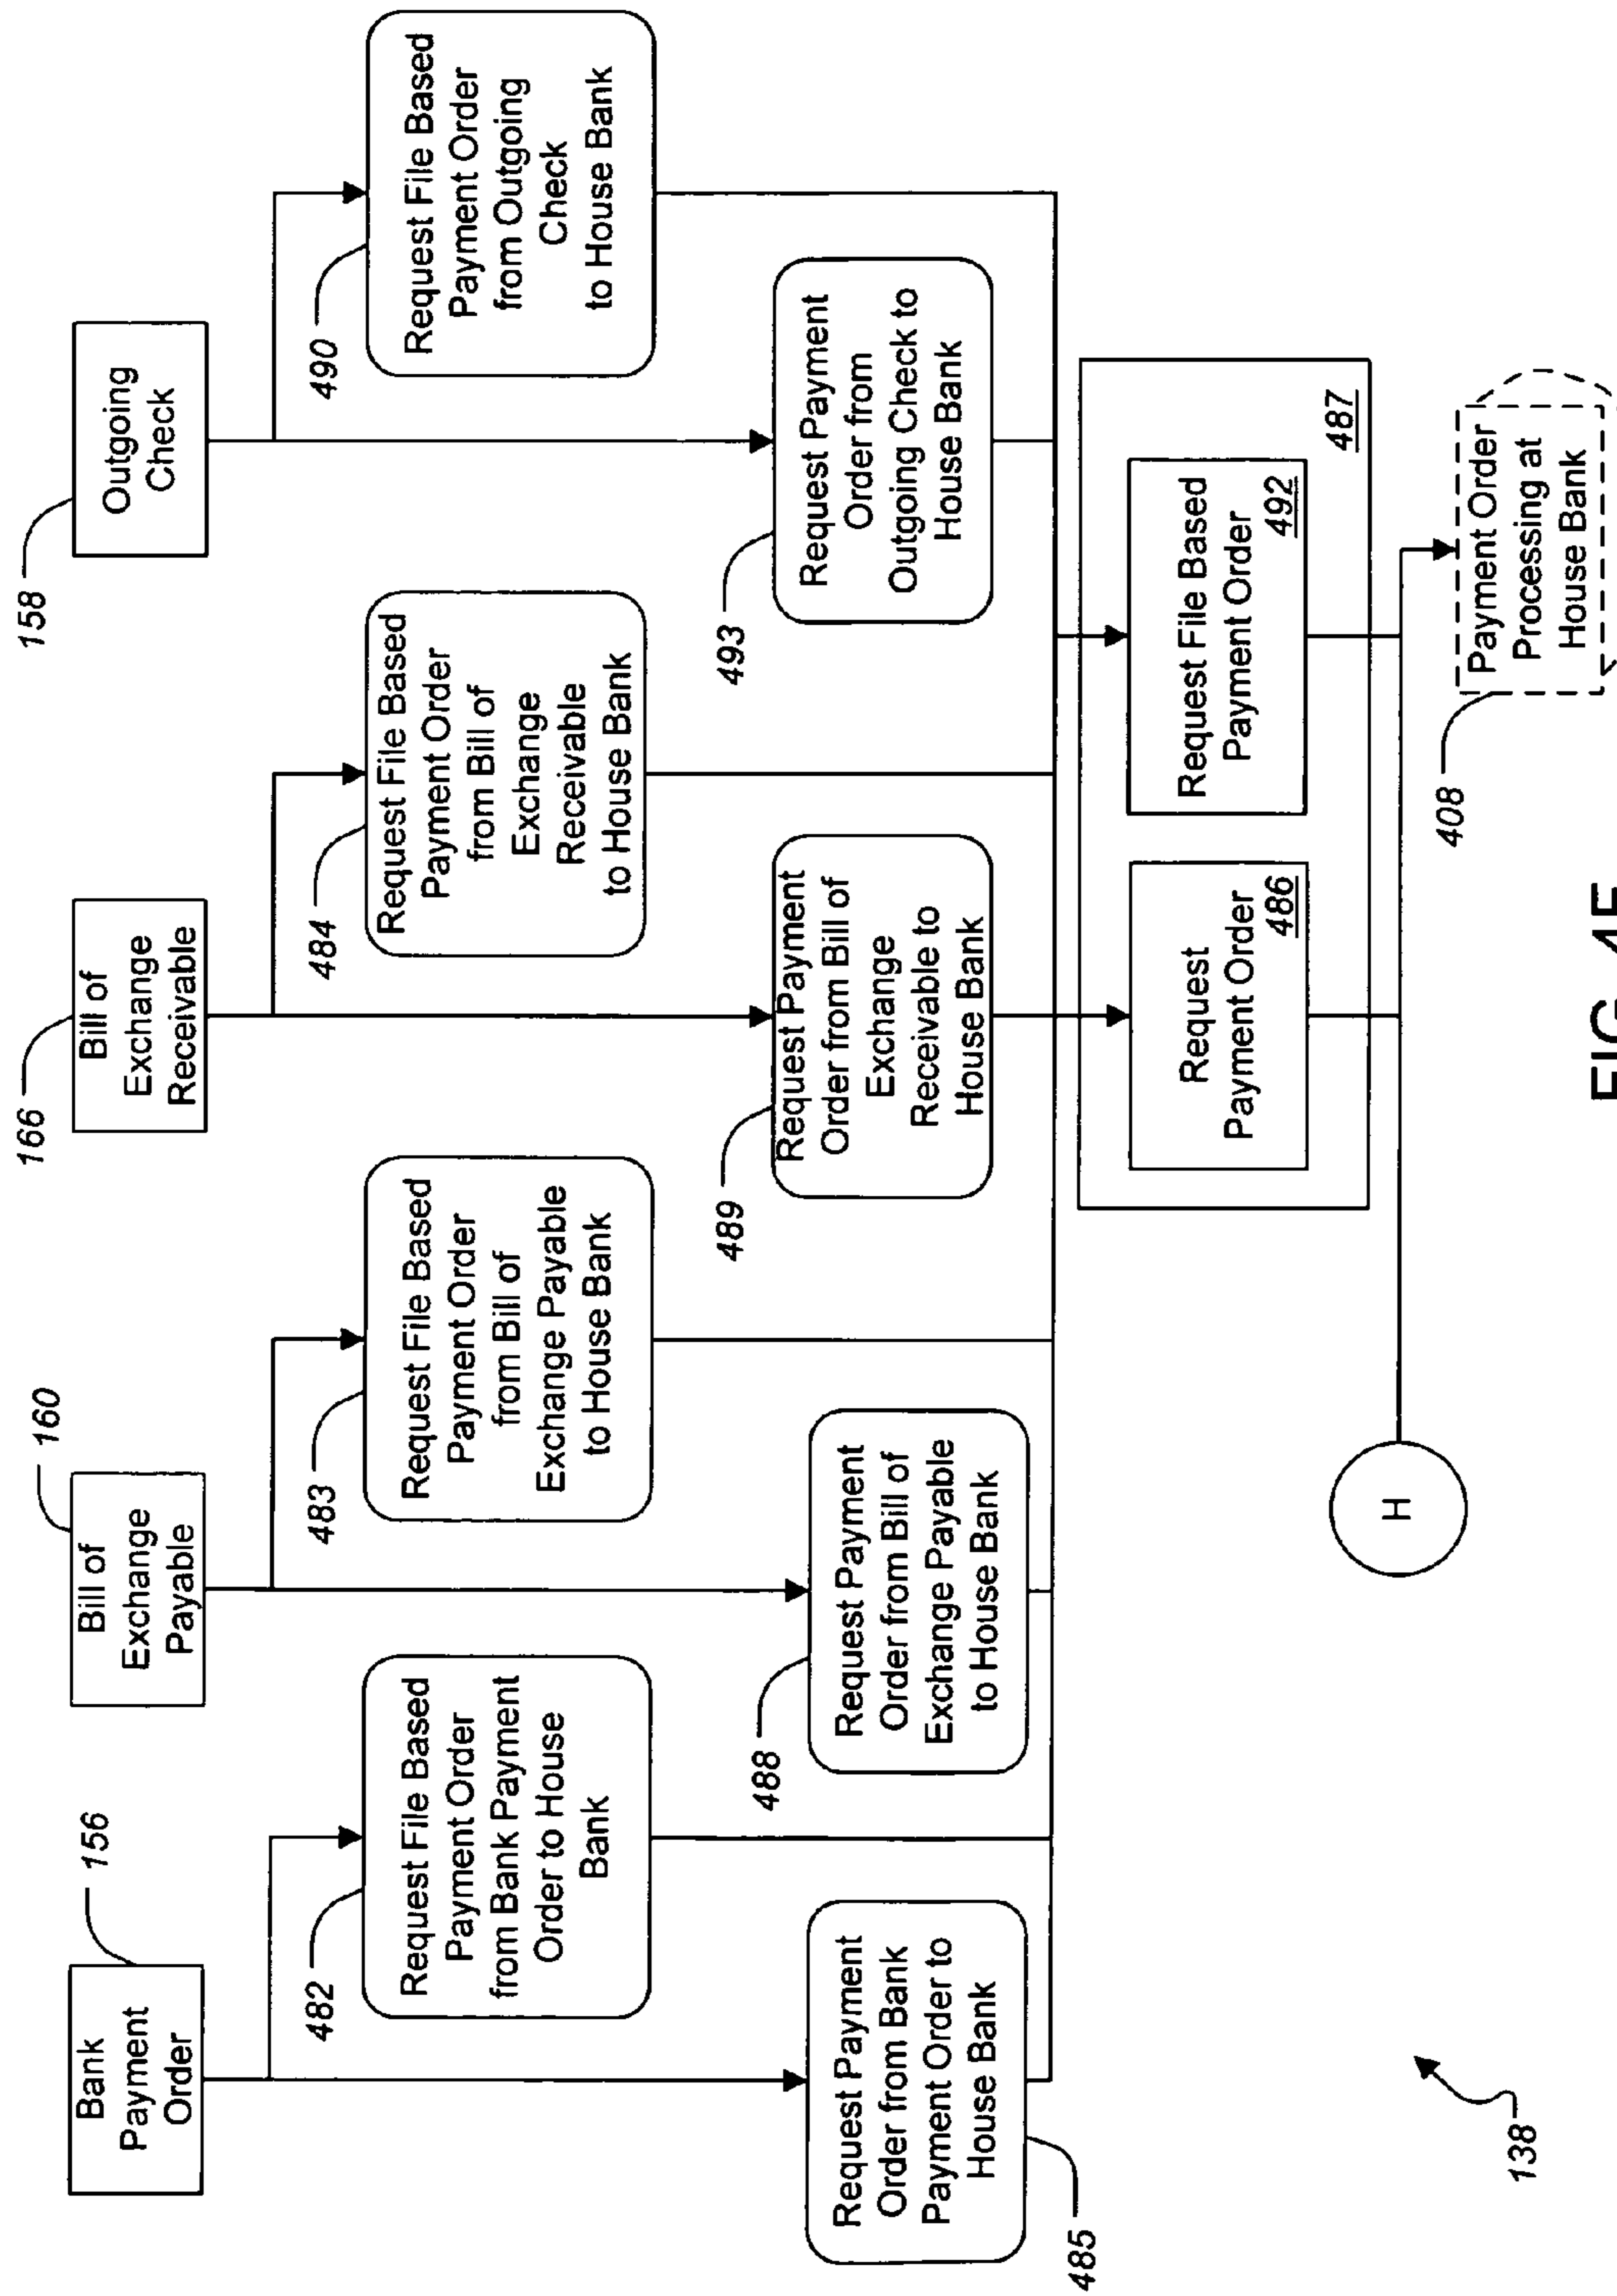 156
Bank
Payment
Order
160
Bill of
Exchange
Payable
166
Bill of
Exchange
Receivable
158
Outgoing
Check
482
Request File Based
Payment Order
from Bank Payment
Order to House
Bank
483
Request File Based
Payment Order
from Bill of
Exchange Payable
to House Bank
484
Request File Based
Payment Order
from Bill of
Exchange
Receivable
to House Bank
490
Request File Based
Payment Order
from Outgoing
Check
to House Bank
485
Request Payment
Order from Bank
Payment Order to
House Bank
488
Request Payment
Order from Bill of
Exchange Payable
to House Bank
489
Request Payment
Order from Bill of
Exchange
Receivable to
House Bank
493
Request Payment
Order from
Outgoing Check to
House Bank
Request
Payment Order
486
Request File Based
Payment Order
492
487
H
408
Payment Order
Processing at
House Bank
138